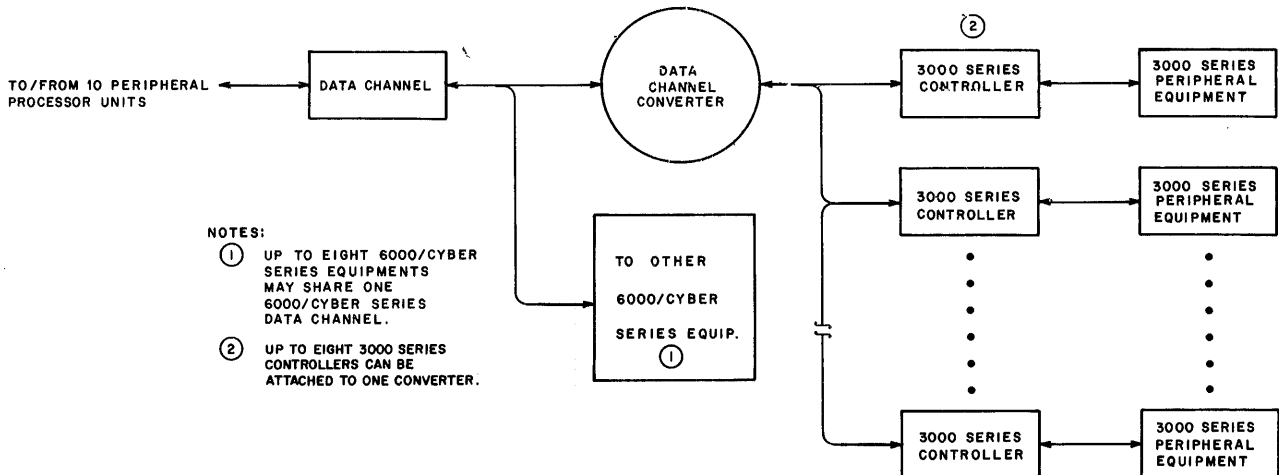 TO/FROM 10 PERIPHERAL
PROCESSOR UNITS
DATA CHANNEL
DATA
CHANNEL
CONVERTER
2
3000 SERIES
CONTROLLER
3000 SERIES
PERIPHERAL
EQUIPMENT
3000 SERIES
CONTROLLER
3000 SERIES
PERIPHERAL
EQUIPMENT
TO OTHER
6000/CYBER
SERIES EQUIP.
1
NOTES:
1 UP TO EIGHT 6000/CYBER
SERIES EQUIPMENTS
MAY SHARE ONE
6000/CYBER SERIES
DATA CHANNEL.
2 UP TO EIGHT 3000 SERIES
CONTROLLERS CAN BE
ATTACHED TO ONE CONVERTER.
3000 SERIES
CONTROLLER
3000 SERIES
PERIPHERAL
EQUIPMENT